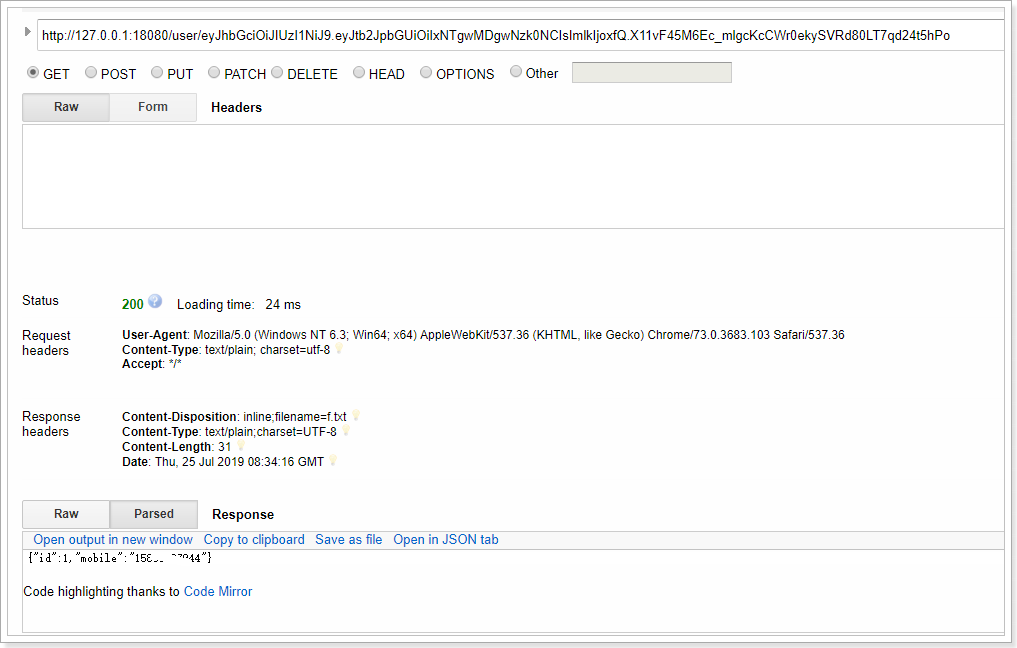 http://127.0.0.1:18080/user/eyJhbGciOiJIUzI1NiJ9.eyJtb2JpbGUiOiIxNTgwMDgwNzk0NCIsImlkIjoxfQ.X11vF45M6Ec_mlgcKcCWr0ekySVRd80LT7qd24t5hPo
GET POST PUT PATCH DELETE HEAD OPTIONS Other
Raw Form Headers
Status 200 Loading time: 24 ms
Request headers
User-Agent: Mozilla/5.0 (Windows NT 6.3; Win64; x64) AppleWebKit/537.36 (KHTML, like Gecko) Chrome/73.0.3683.103 Safari/537.36
Content-Type: text/plain; charset=utf-8
Accept: */*
Response headers
Content-Disposition: inline;filename=f.txt
Content-Type: text/plain;charset=UTF-8
Content-Length: 31
Date: Thu, 25 Jul 2019 08:34:16 GMT
Raw Parsed Response
Open output in new window Copy to clipboard Save as file Open in JSON tab
{"id":1,"mobile":
Code highlighting thanks to Code Mirror